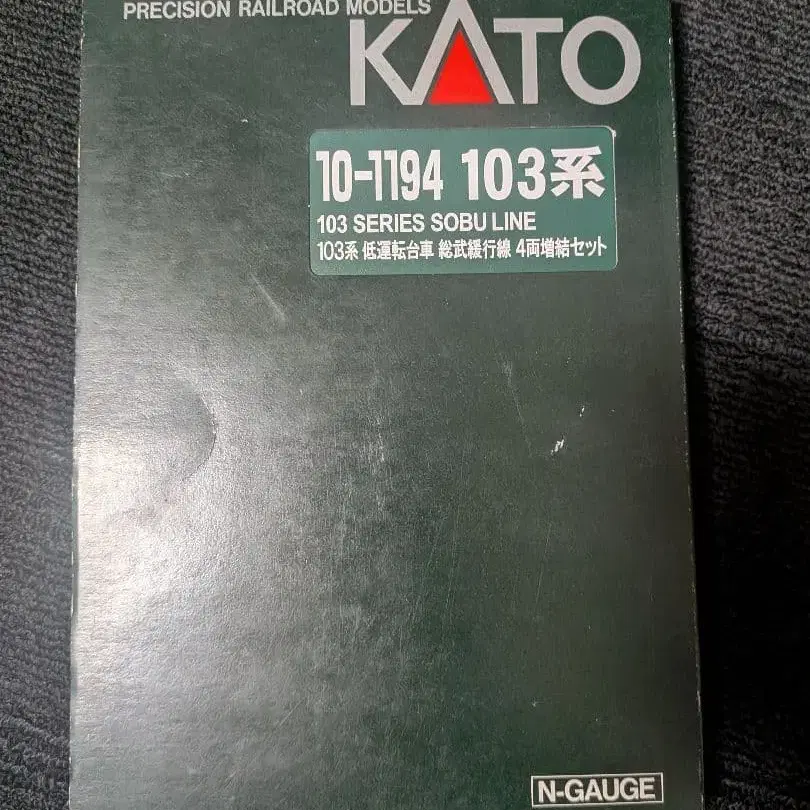 PRECISION RAILROAD MODELS
KATO
10-1194 103系
103 SERIES SOBU LINE
103系 低運転台車 総武緩行線 4両増結セット
N-GAUGE